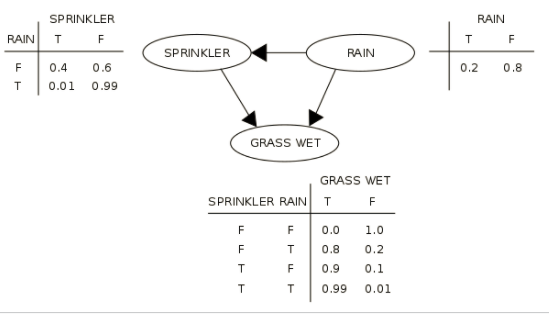 SPRINKLER
RAIN T F
F 0.4 0.6
T 0.01 0.99
SPRINKLER
RAIN
RAIN
T F
0.2 0.8
GRASS WET
GRASS WET
SPRINKLER RAIN T F
F F 0.0 1.0
F T 0.8 0.2
T F 0.9 0.1
T T 0.99 0.01